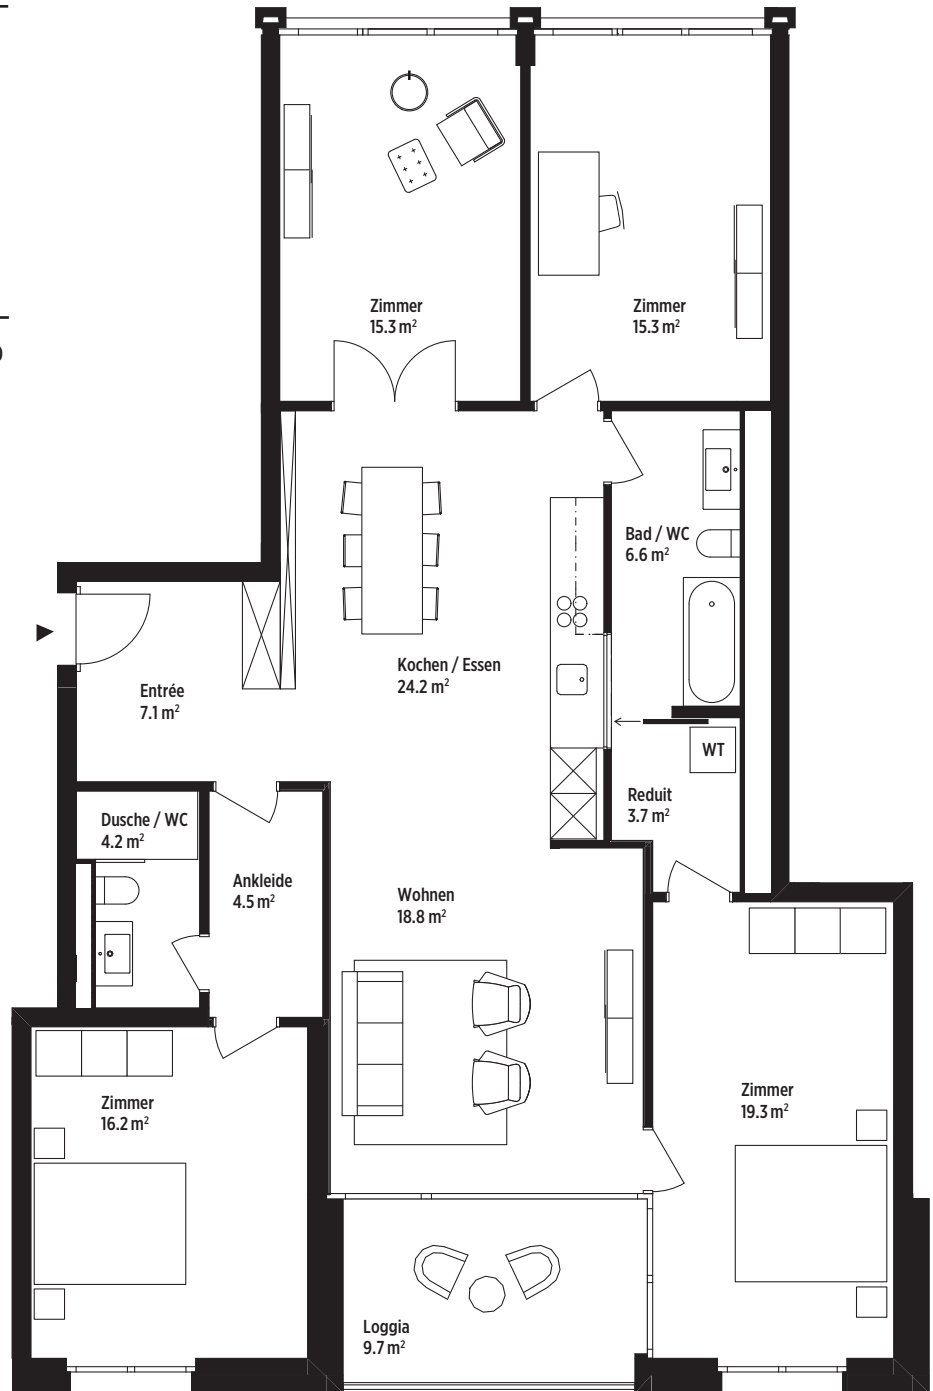 Zimmer
15.3 m²
Zimmer
15.3 m²
Bad / WC
6.6 m²
Kochen / Essen
24.2 m²
Entrée
7.1 m²
WT
Reduit
3.7 m²
Dusche / WC
4.2 m²
Ankleide
4.5 m²
Wohnen
18.8 m²
Zimmer
16.2 m²
Zimmer
19.3 m²
Loggia
9.7 m²